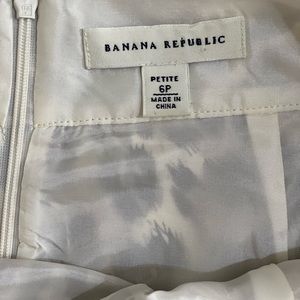 BANANA REPUBLIC
PETITE
6P
MADE IN
CHINA